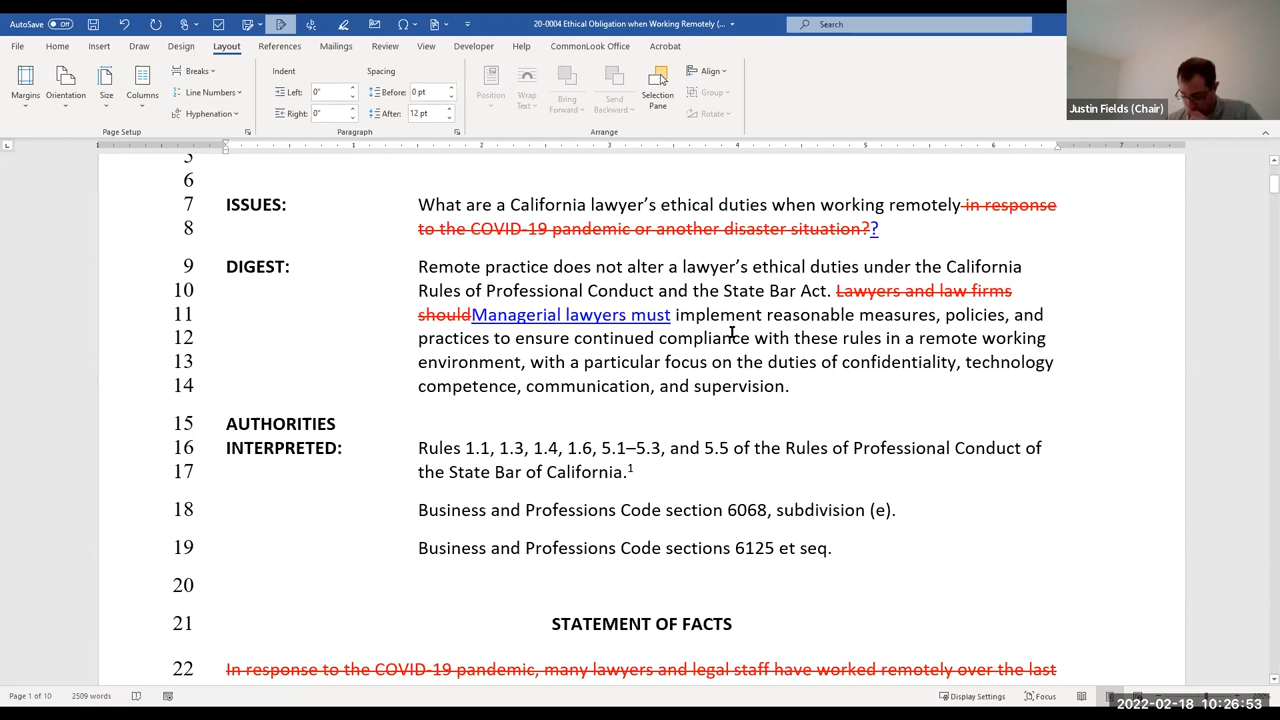 AutoSave Off
20-0004 Ethical Obligation when Working Remotely (...
Search
File Home Insert Draw Design Layout References Mailings Review View Developer Help CommonLook Office Acrobat
Margins
Orientation
Size
Columns
Breaks
Line Numbers
Hyphenation
Page Setup
Indent
Left: 0"
Right: 0"
Spacing
Before: 0 pt
After: 12 pt
Paragraph
Position
Wrap Text
Bring Forward
Send Backward
Selection Pane
Align
Group
Rotate
Arrange
Justin Fields (Chair)
1 1 2 3 4 5 6 7
5
6
7 ISSUES: What are a California lawyer's ethical duties when working remotely in response
8 to the COVID-19 pandemic or another disaster situation??
9 DIGEST: Remote practice does not alter a lawyer's ethical duties under the California
10 Rules of Professional Conduct and the State Bar Act. Lawyers and law firms
11 shouldManagerial lawyers must implement reasonable measures, policies, and
12 practices to ensure continued compliance with these rules in a remote working
13 environment, with a particular focus on the duties of confidentiality, technology
14 competence, communication, and supervision.
15 AUTHORITIES
16 INTERPRETED: Rules 1.1, 1.3, 1.4, 1.6, 5.1–5.3, and 5.5 of the Rules of Professional Conduct of
17 the State Bar of California.1
18 Business and Professions Code section 6068, subdivision (e).
19 Business and Professions Code sections 6125 et seq.
20
21 STATEMENT OF FACTS
22 In response to the COVID-19 pandemic, many lawyers and legal staff have worked remotely over the last
Page 1 of 10 2509 words
Display Settings Focus
2022-02-18 10:26:53